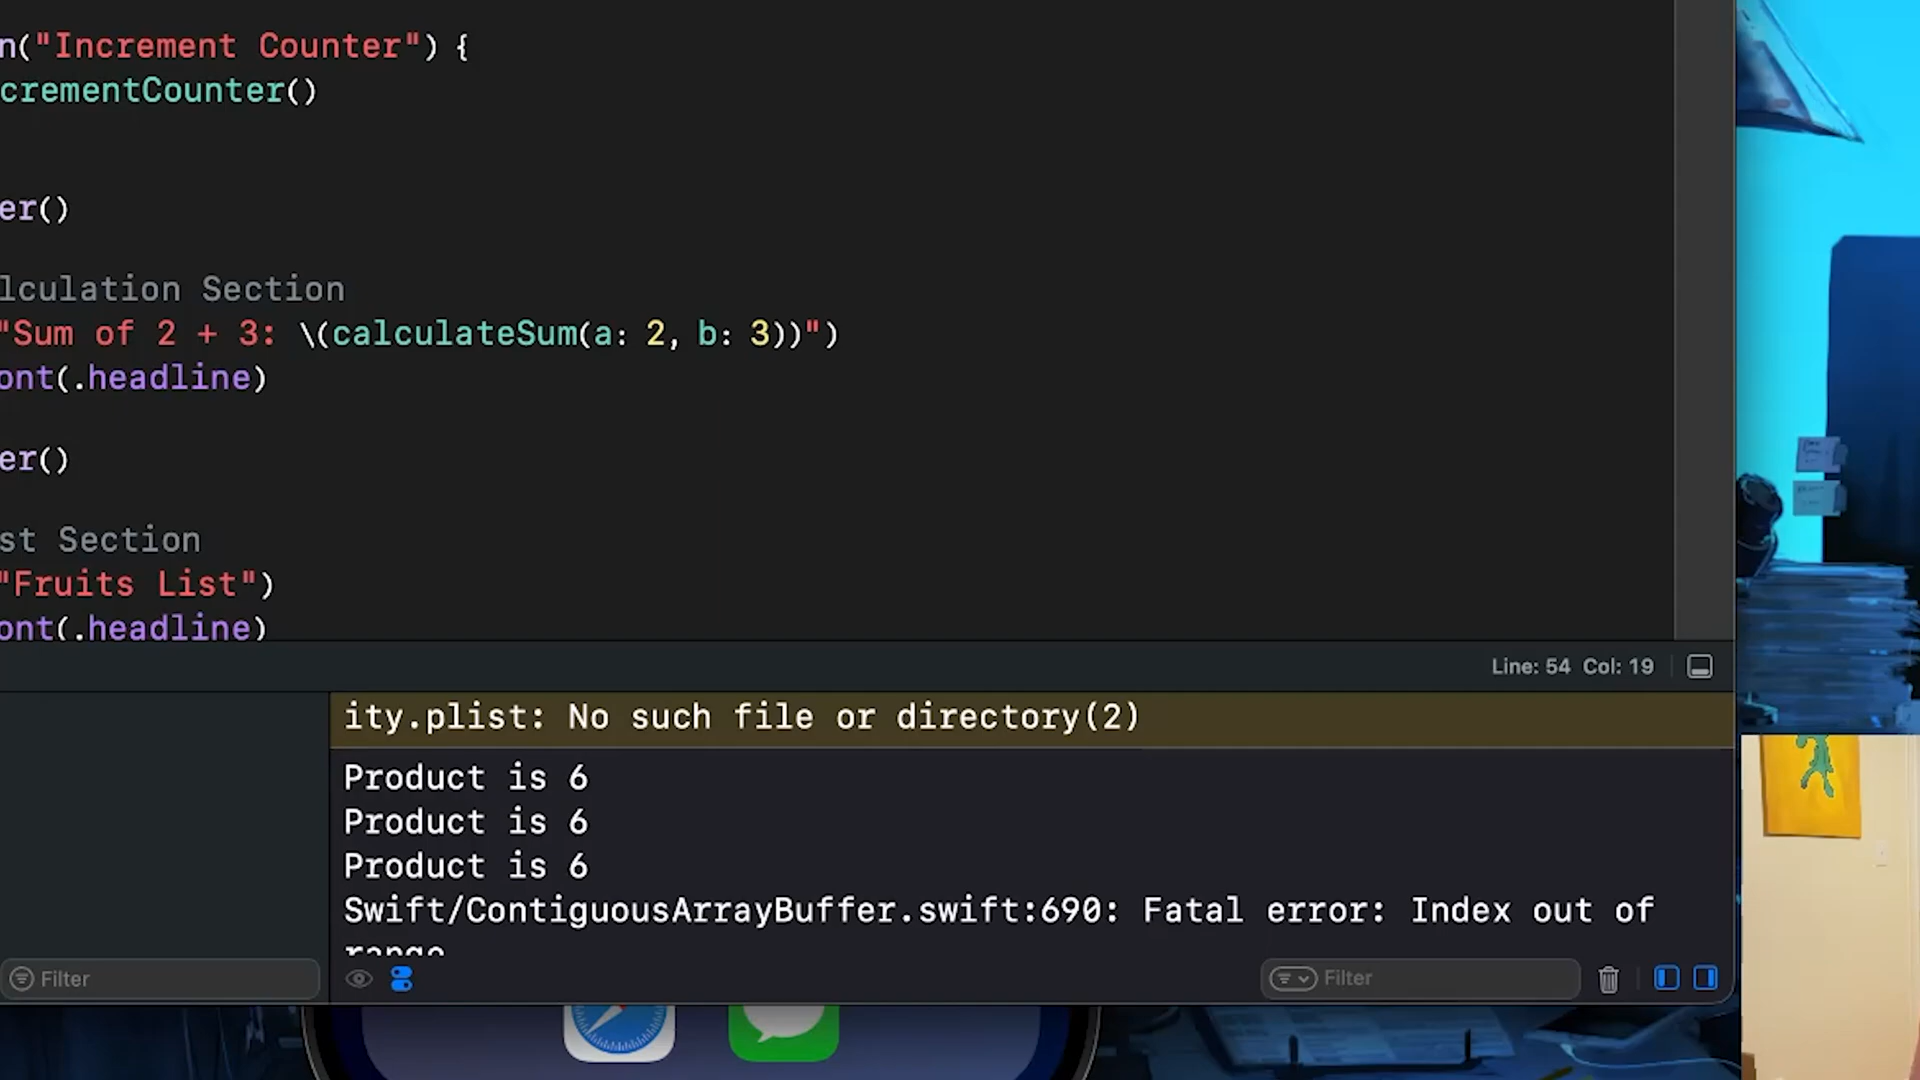 n("Increment Counter") {
crementCounter()
er()
lculation Section
"Sum of 2 + 3: \(calculateSum(a: 2, b: 3))")
ont(.headline)
er()
st Section
"Fruits List")
ont(.headline)
Line: 54 Col: 19
ity.plist: No such file or directory(2)
Product is 6
Product is 6
Product is 6
Swift/ContiguousArrayBuffer.swift:690: Fatal error: Index out of
range
Filter
Filter